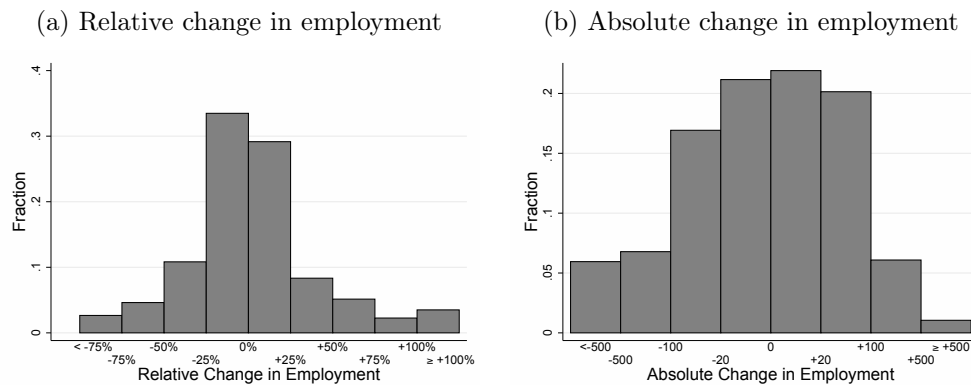 (a) Relative change in employment
Fraction
.4
.3
.2
.1
0
< -75% -50% 0% +50% +100%
-75% -25% +25% +75% ≥ +100%
Relative Change in Employment
(b) Absolute change in employment
Fraction
.2
.15
.1
.05
0
<-500 -100 0 +100 ≥ +500
-500 -20 +20 +500
Absolute Change in Employment